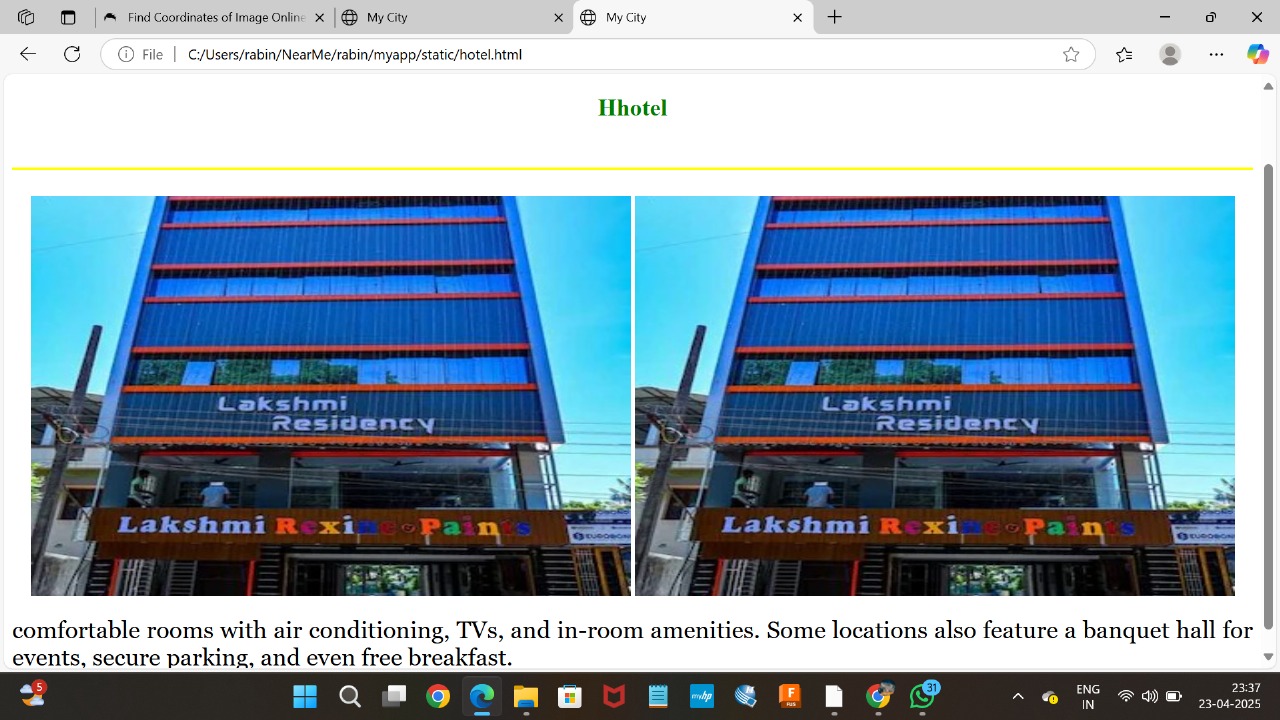 Find Coordinates of Image Online
My City
My City
File
C:/Users/rabin/NearMe/rabin/myapp/static/hotel.html
Hhotel
Lakshmi
Residency
Lakshmi
Residency
Lakshmi Rexine & Paints
Lakshmi Rexine & Paints
comfortable rooms with air conditioning, TVs, and in-room amenities. Some locations also feature a banquet hall for
events, secure parking, and even free breakfast.
5
myhp
F
FUS
31
ENG
IN
23:37
23-04-2025